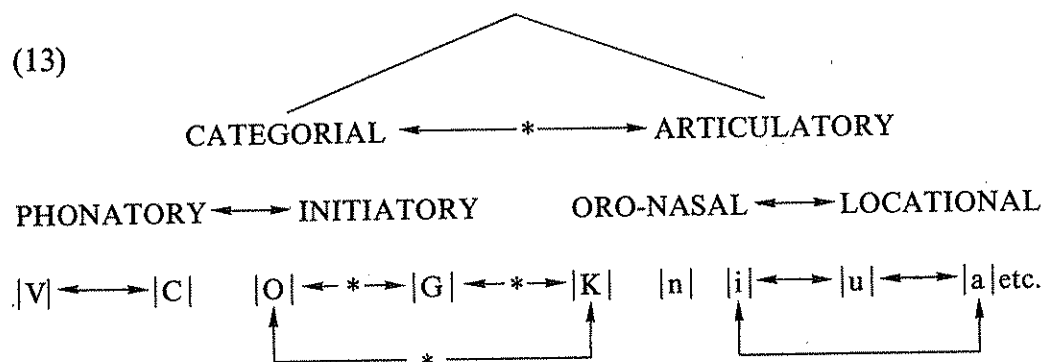 (13)
CATEGORIAL * ARTICULATORY
PHONATORY INITIATORY ORO-NASAL LOCATIONAL
|V| |C| |O| * |G| * |K| |n| |i| |u| |a| etc.
*